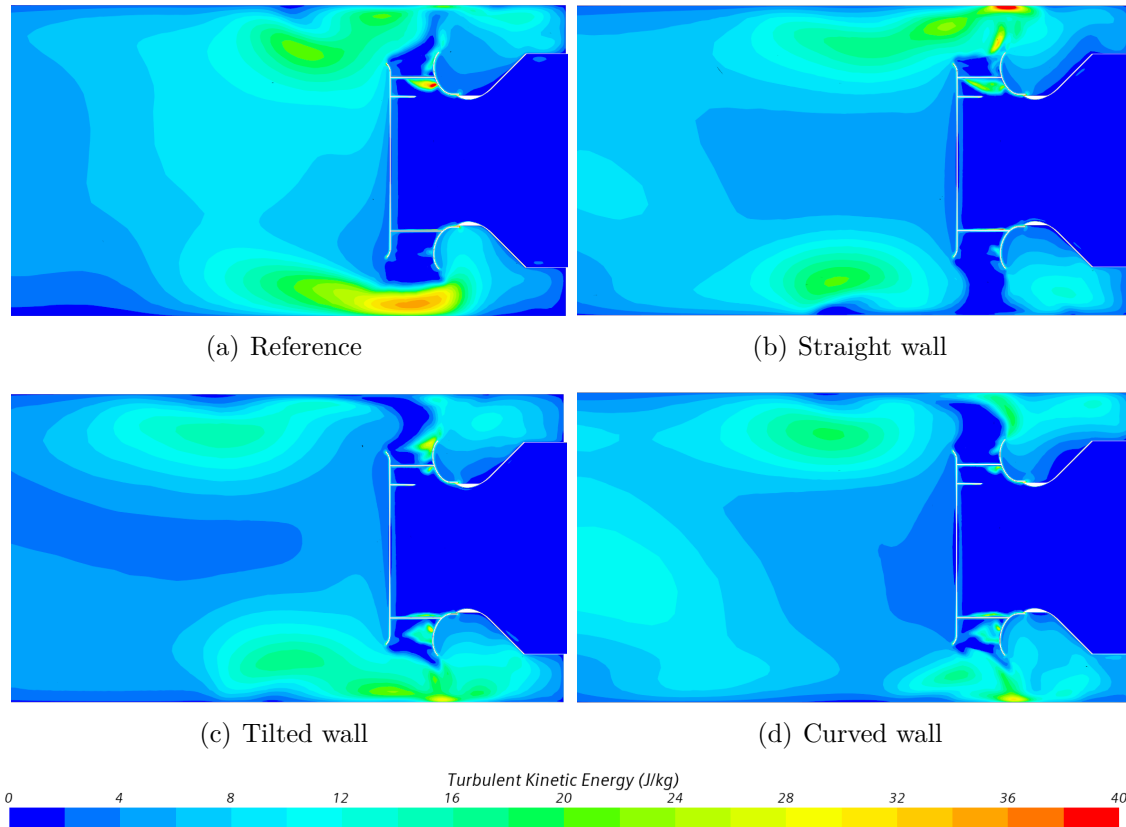 (a) Reference
(b) Straight wall
(c) Tilted wall
(d) Curved wall
Turbulent Kinetic Energy (J/kg)
0 4 8 12 16 20 24 28 32 36 40